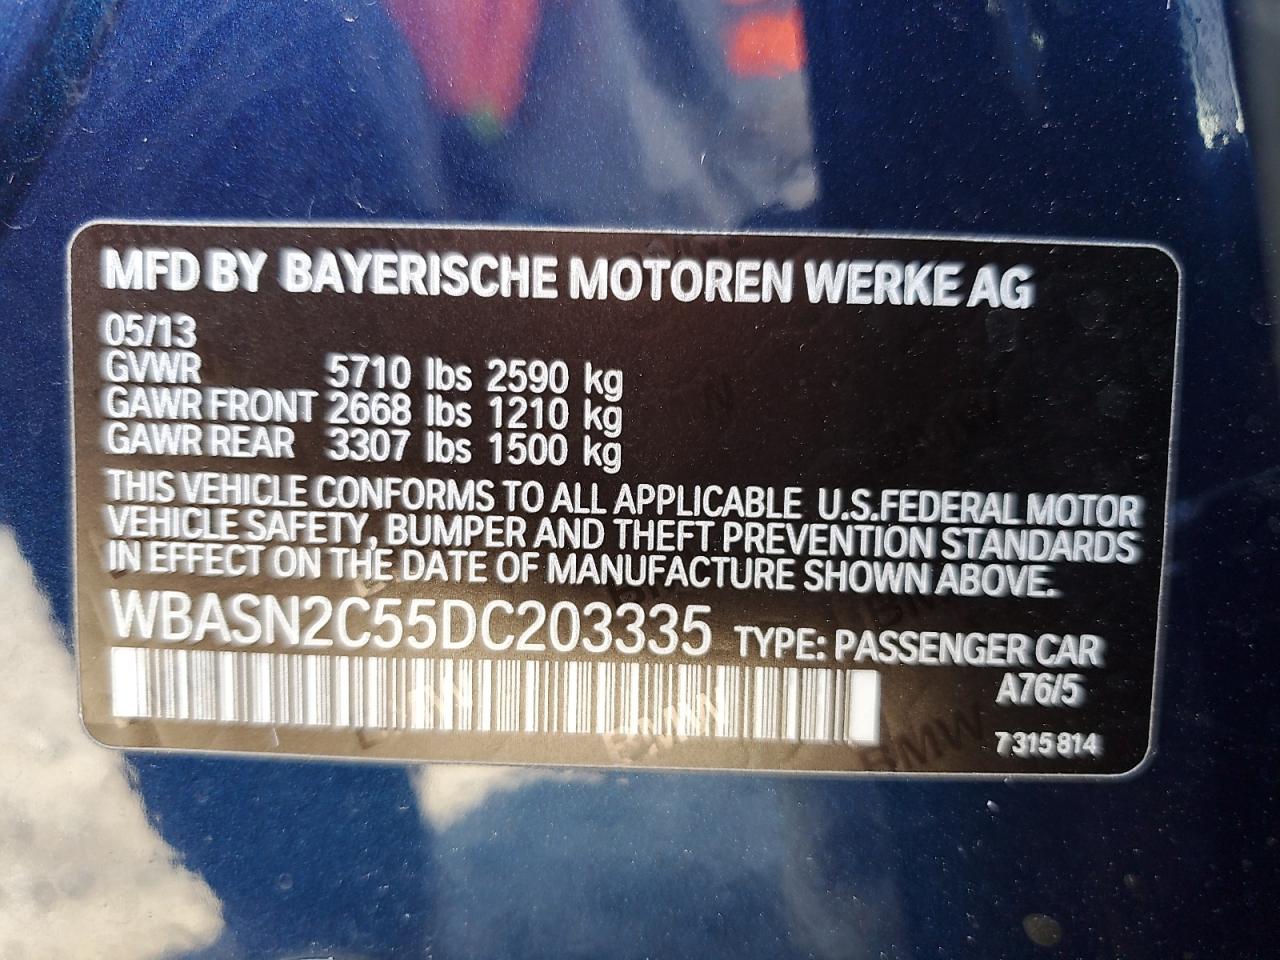 MFD BY BAYERISCHE MOTOREN WERKE AG
05/13
GVWR 5710 lbs 2590 kg
GAWR FRONT 2668 lbs 1210 kg
GAWR REAR 3307 lbs 1500 kg
THIS VEHICLE CONFORMS TO ALL APPLICABLE U.S.FEDERAL MOTOR
VEHICLE SAFETY, BUMPER AND THEFT PREVENTION STANDARDS
IN EFFECT ON THE DATE OF MANUFACTURE SHOWN ABOVE.
WBASN2C55DC203335 TYPE: PASSENGER CAR
A76/5
7 315 814
BMW
BMW
BMW